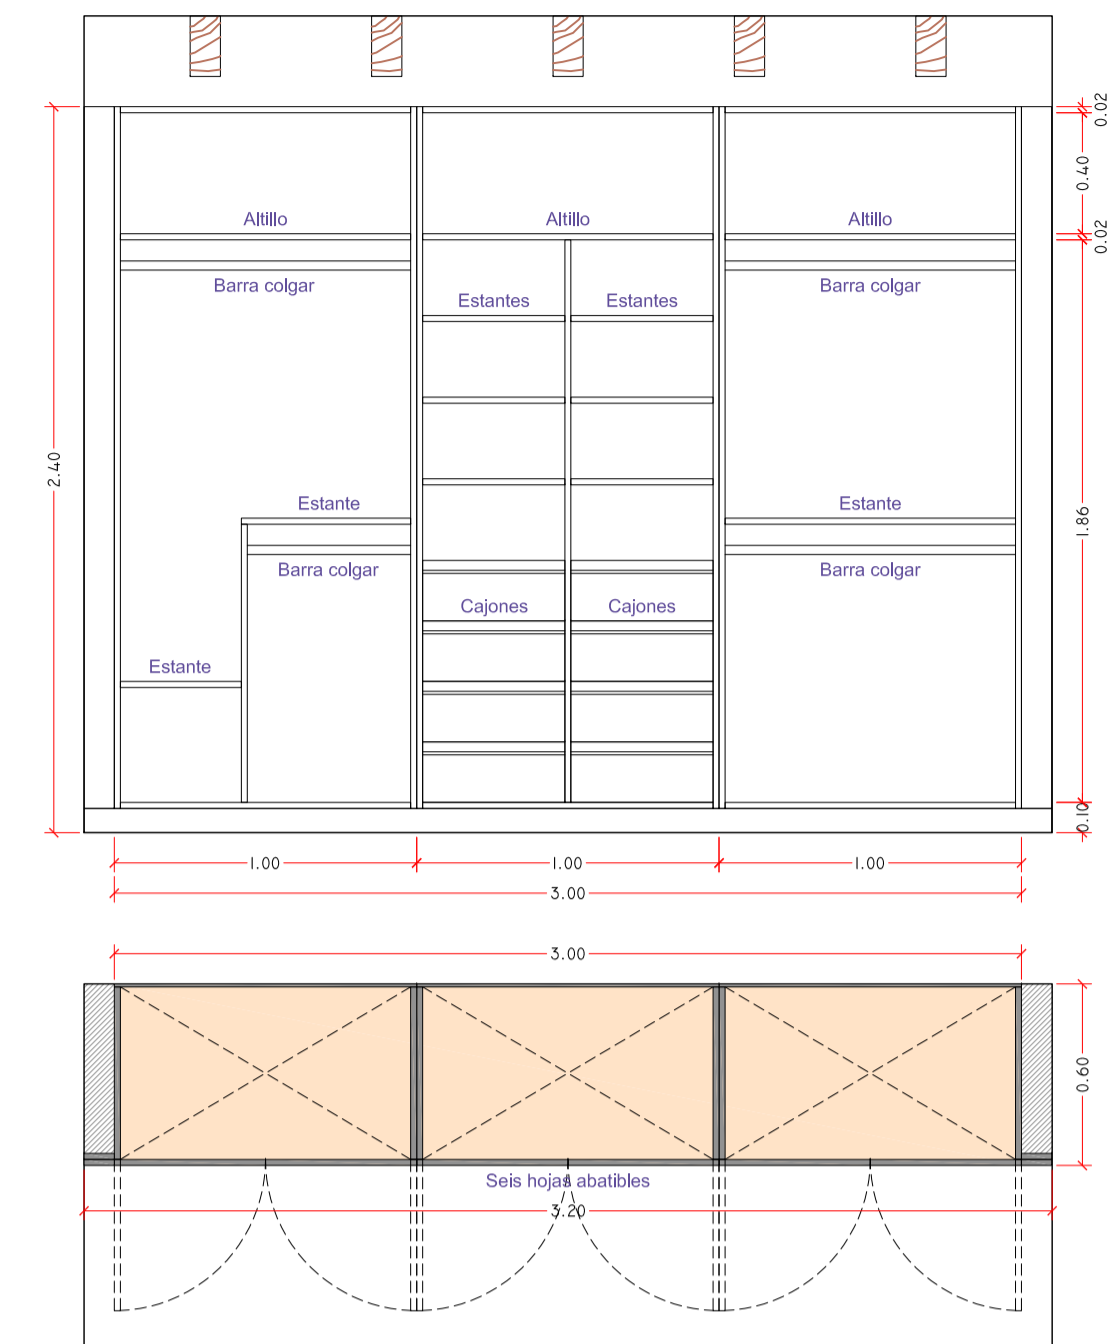 0.02
0.40
Altillo
Altillo
Altillo
0.02
Barra colgar
Barra colgar
Estantes
Estantes
2.40
Estante
Estante
1.86
Barra colgar
Barra colgar
Cajones
Cajones
Estante
0.10
1.00
1.00
1.00
3.00
3.00
0.60
Seis hojas abatibles
3.20